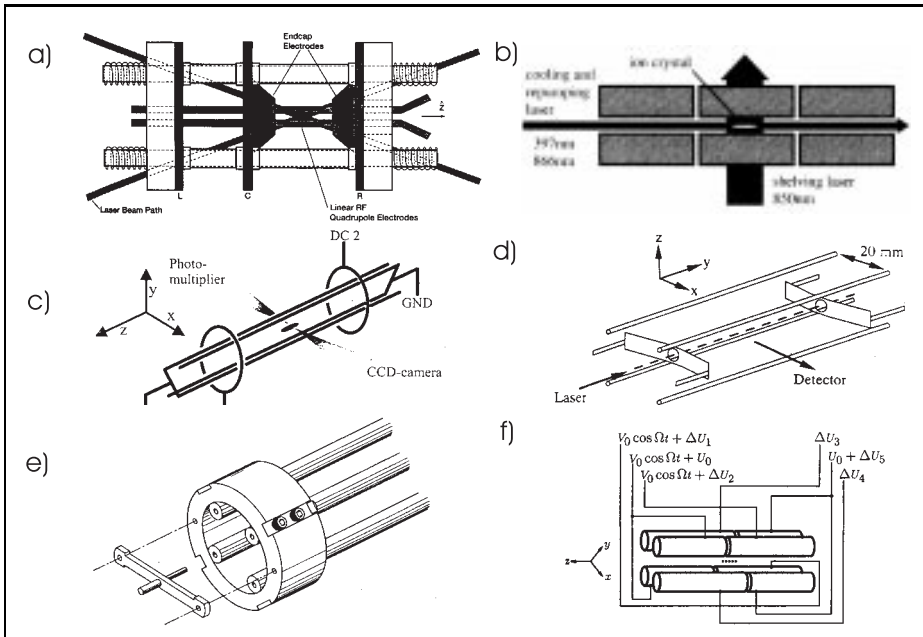 a)
Endcap
Electrodes
ẑ
L
C
R
Laser Beam Path
Linear RF
Quadrupole Electrodes
b)
ion crystal
cooling and
repumping
laser
397nm
866nm
shelving laser
850nm
c)
DC 2
Photo-
multiplier
y
z
x
GND
CCD-camera
d)
z
y
x
20 mm
Laser
Detector
e)
f)
V₀ cos Ωt + ΔU₁
V₀ cos Ωt + U₀
V₀ cos Ωt + ΔU₂
ΔU₃
U₀ + ΔU₅
ΔU₄
y
z
x